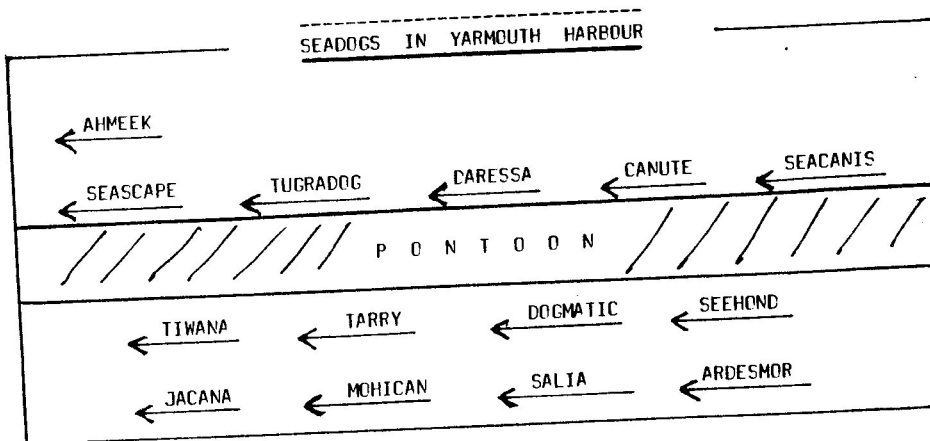 SEADOGS IN YARMOUTH HARBOUR
AHMEEK
SEASCAPE TUGRADOG CARESSA CANUTE SEACANIS
PONTOON
TIWANA TARRY DOGMATIC SEEHOND
JACANA MOHICAN SALIA ARDESMOR